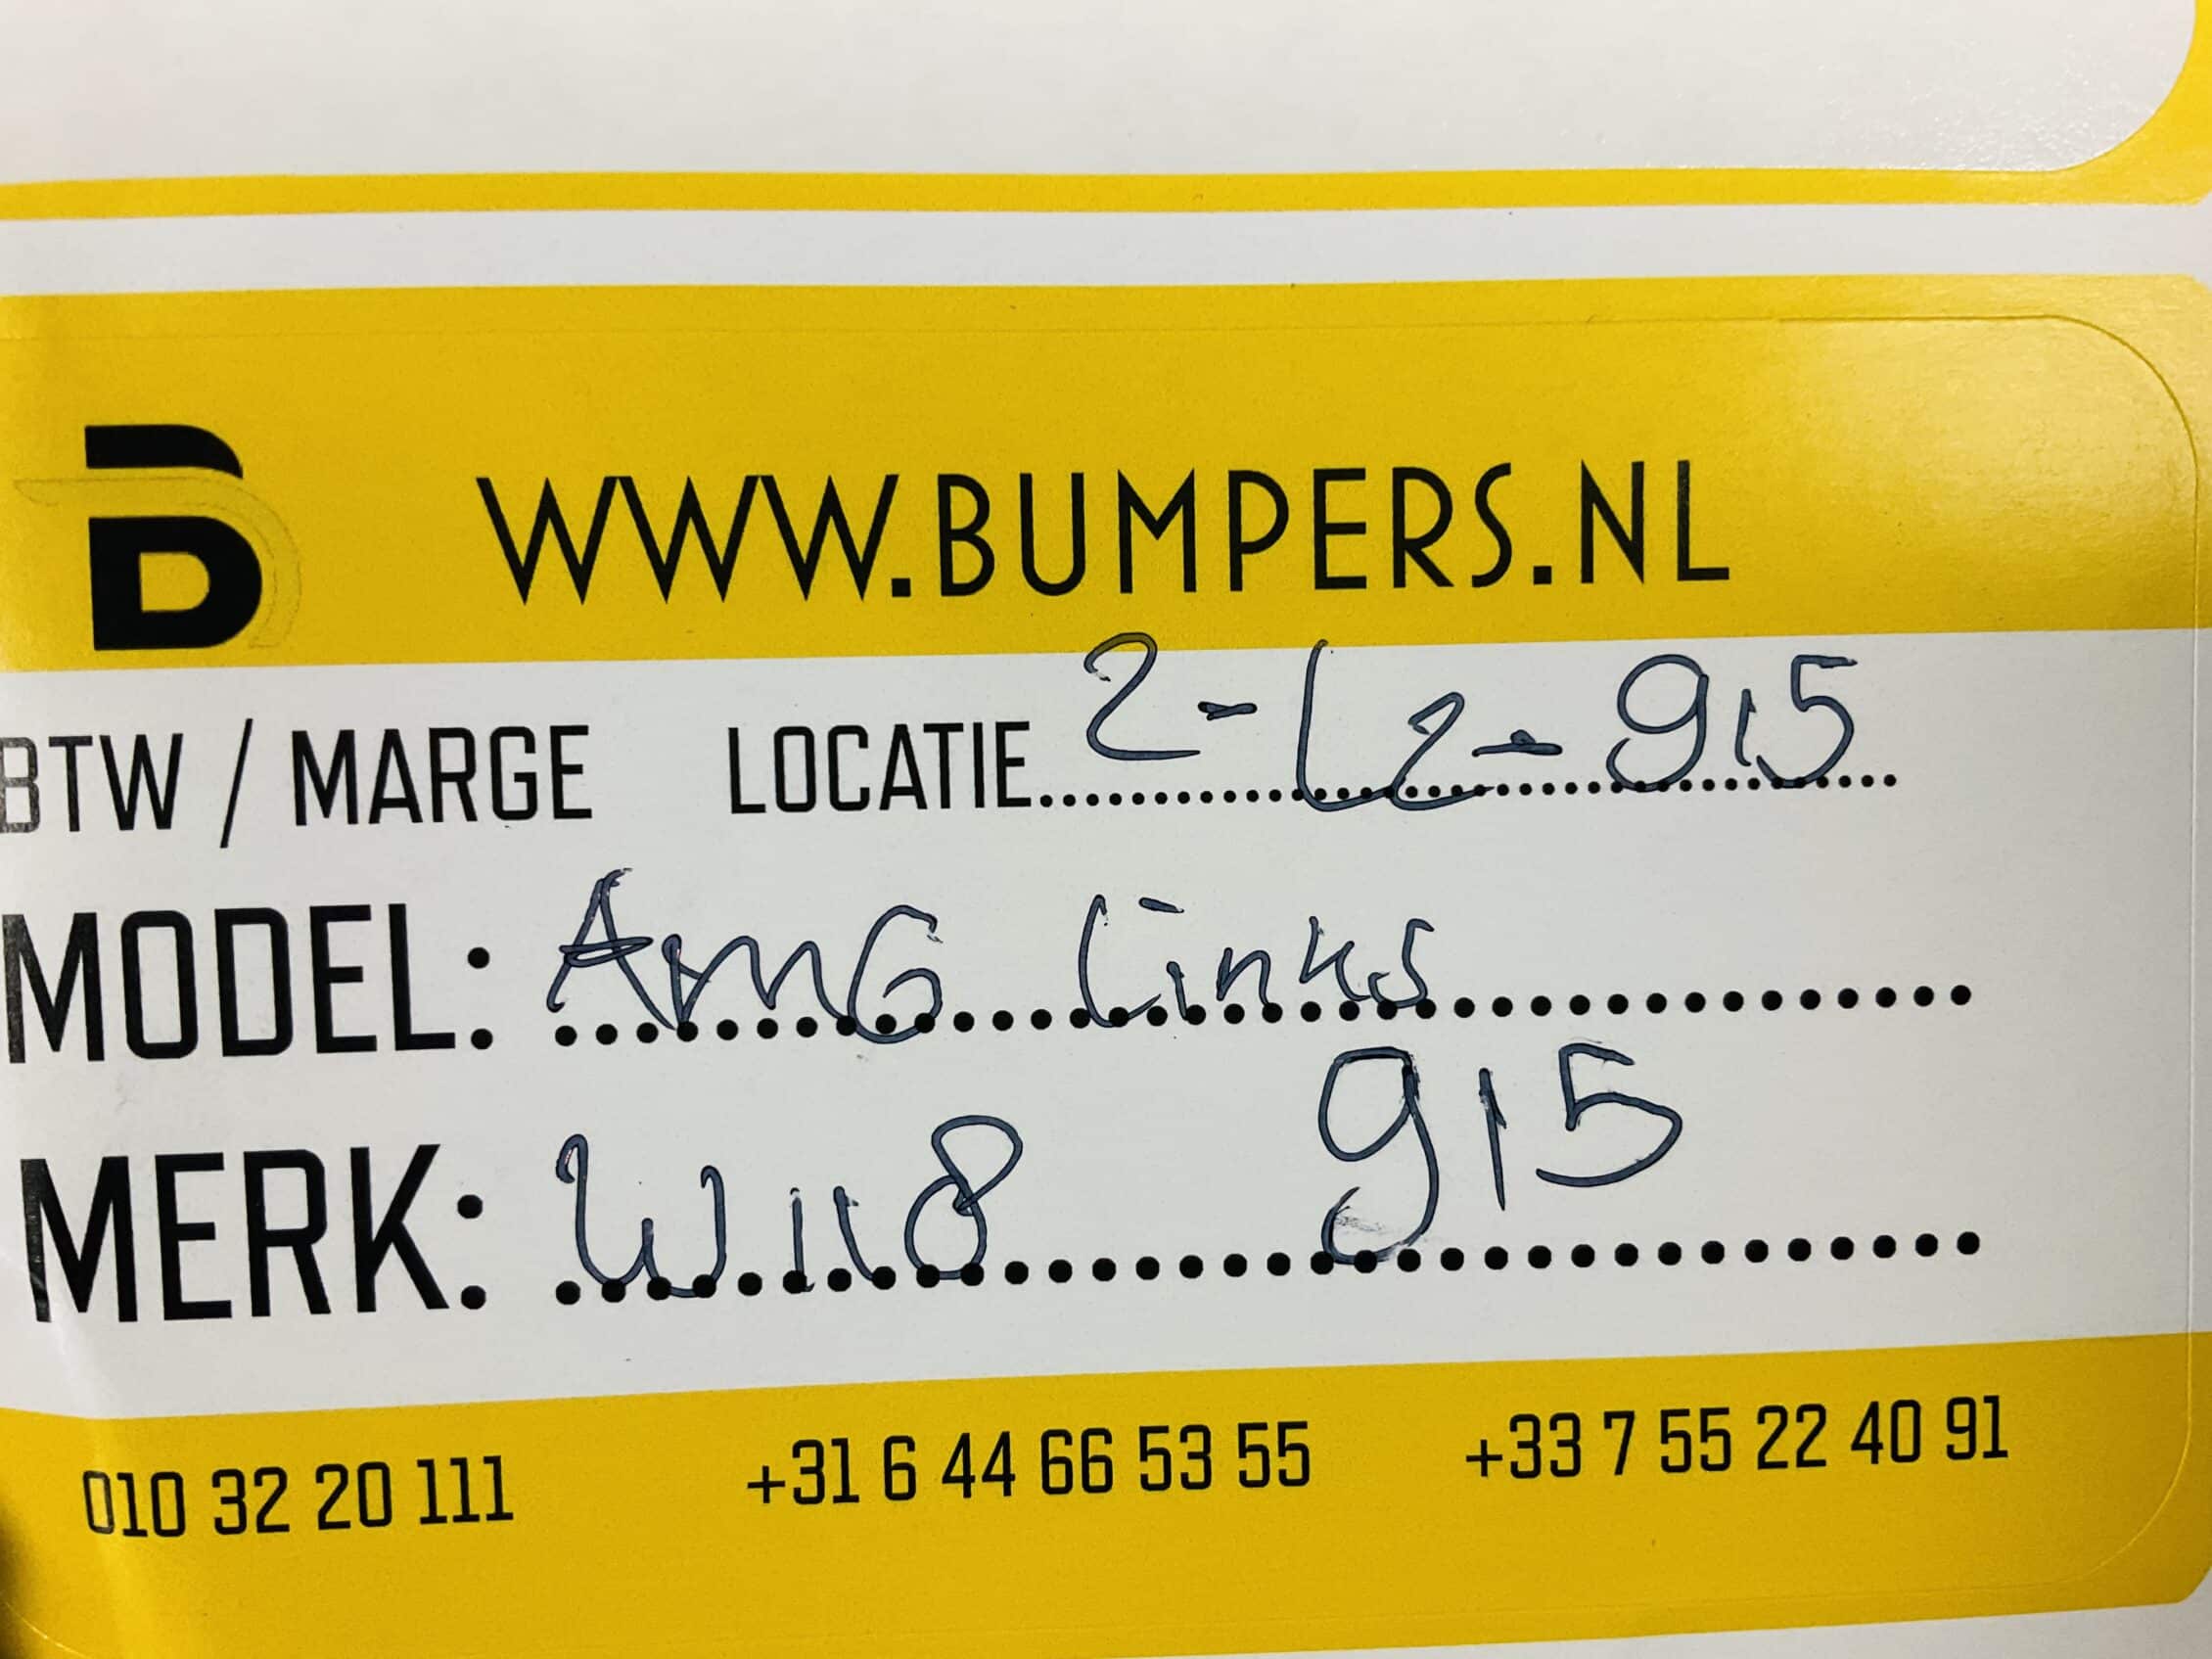 B WWW.BUMPERS.NL
BTW / MARGE LOCATIE 2-L2-915
MODEL: AMG Links
MERK: W118 915
010 32 20 111 +31 6 44 66 53 55 +33 7 55 22 40 91